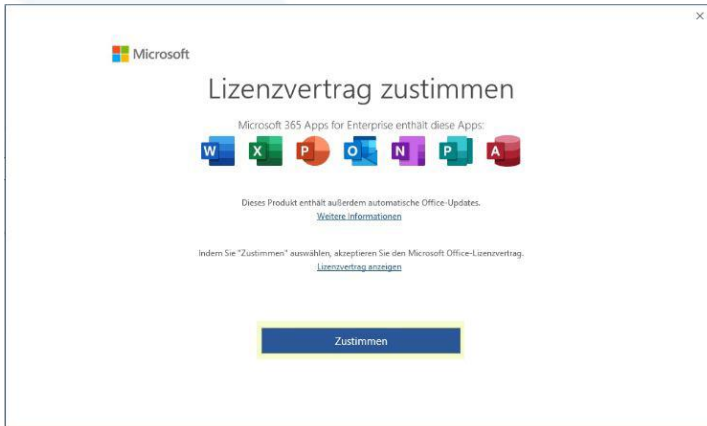 Microsoft
Lizenzvertrag zustimmen
Microsoft 365 Apps for Enterprise enthält diese Apps:
W X P O N P A
Dieses Produkt enthält außerdem automatische Office-Updates.
Weitere Informationen
Indem Sie "Zustimmen" auswählen, akzeptieren Sie den Microsoft Office-Lizenzvertrag.
Lizenzvertrag anzeigen
Zustimmen